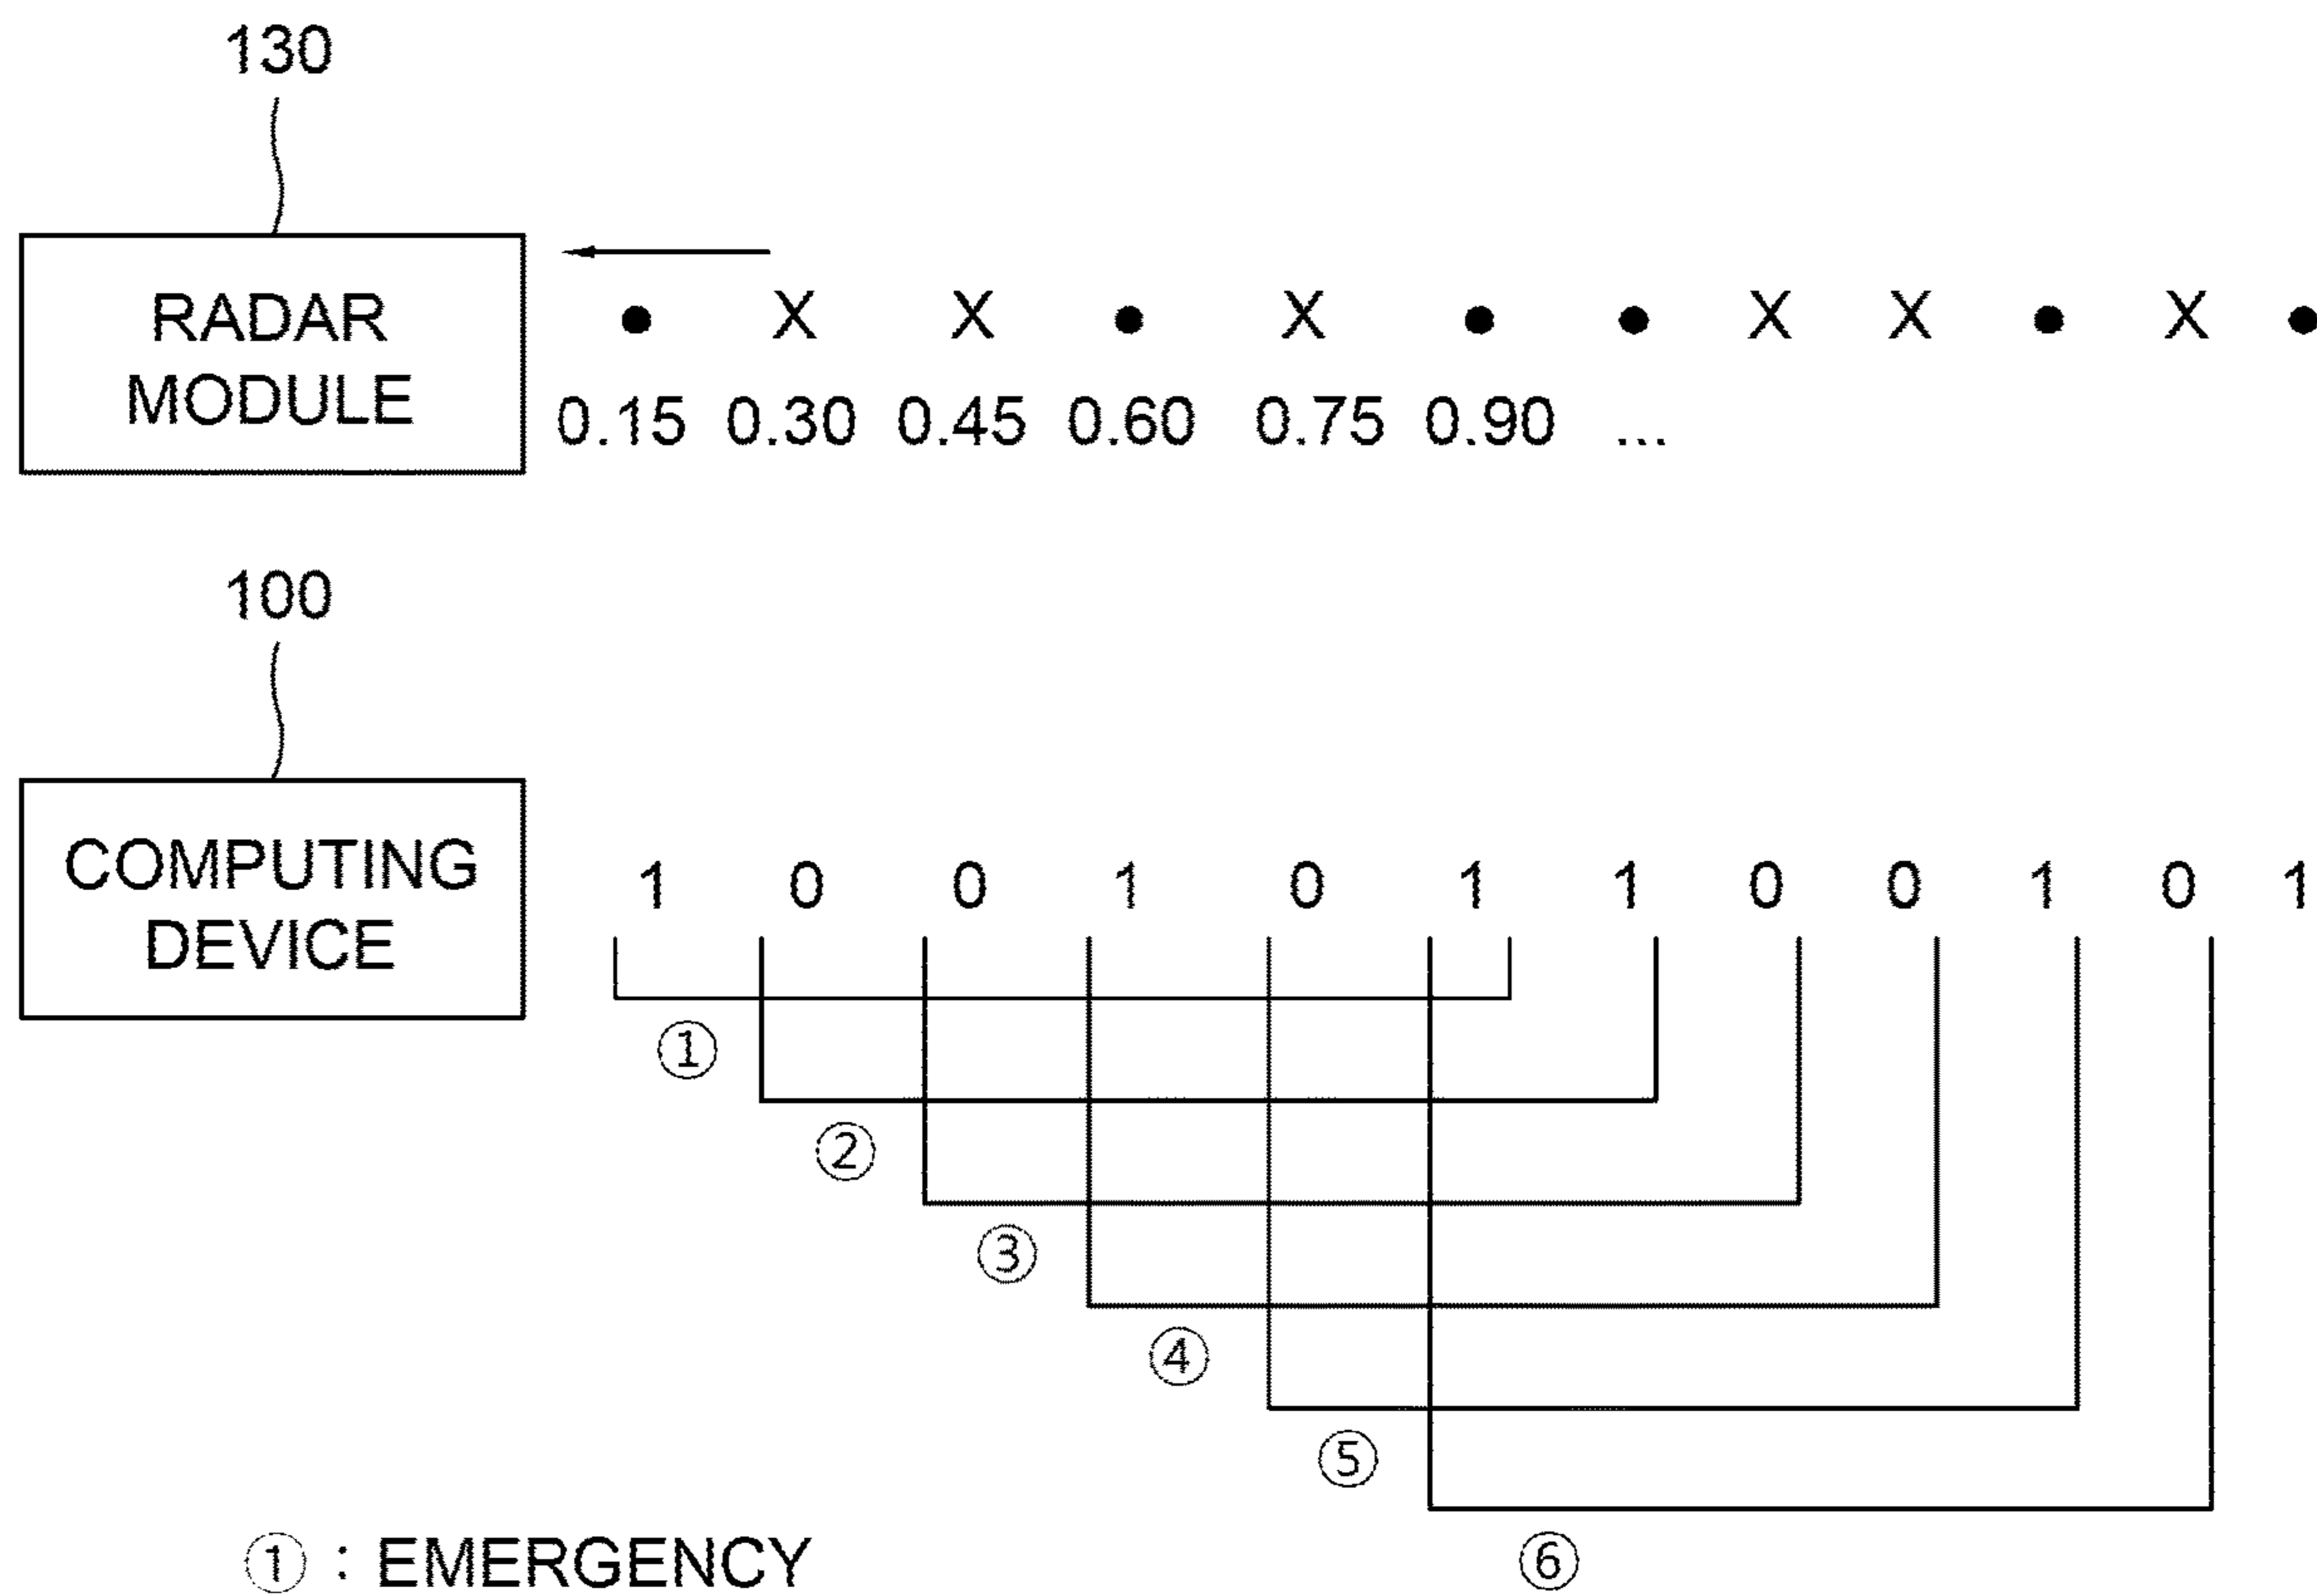 130
RADAR
MODULE
● X X ● X ● ● X X ● X ●
0.15 0.30 0.45 0.60 0.75 0.90 ...
100
COMPUTING
DEVICE
1 0 0 1 0 1 1 0 0 1 0 1
①
②
③
④
⑤
⑥
① : EMERGENCY